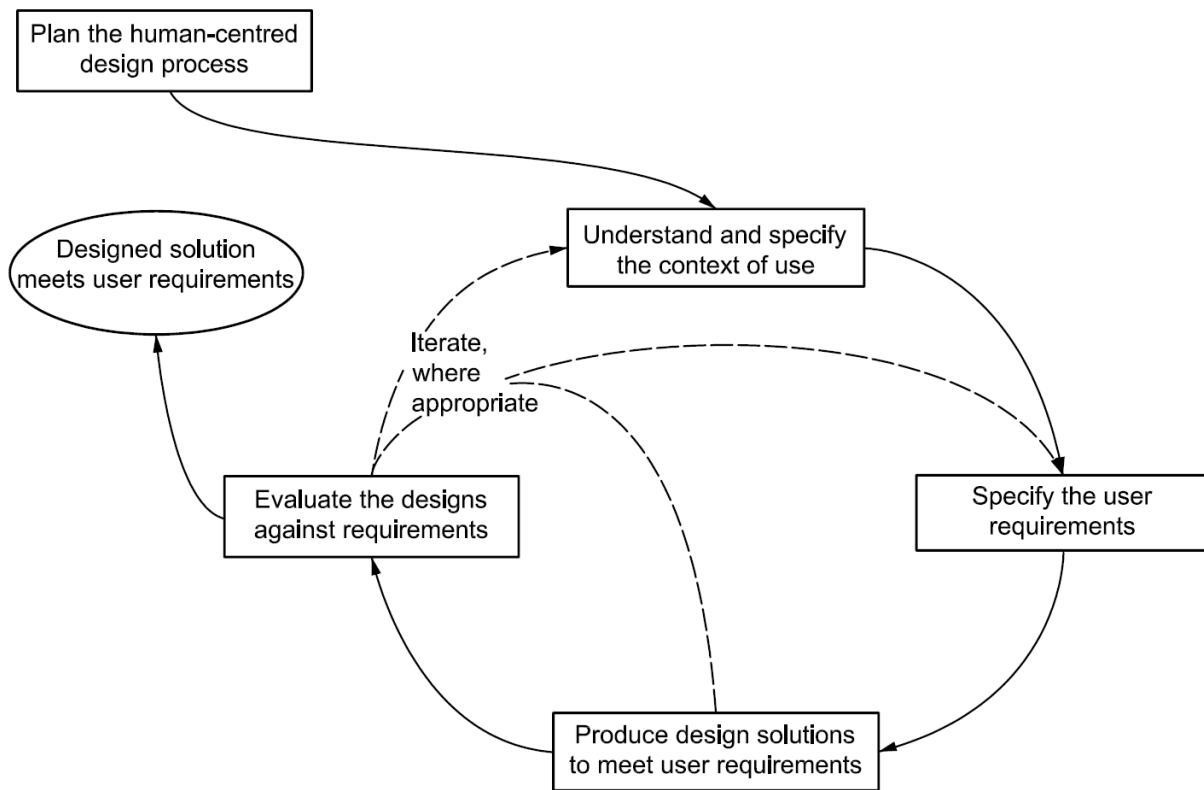 Plan the human-centred
design process
Understand and specify
the context of use
Designed solution
meets user requirements
Iterate,
where
appropriate
Evaluate the designs
against requirements
Specify the user
requirements
Produce design solutions
to meet user requirements